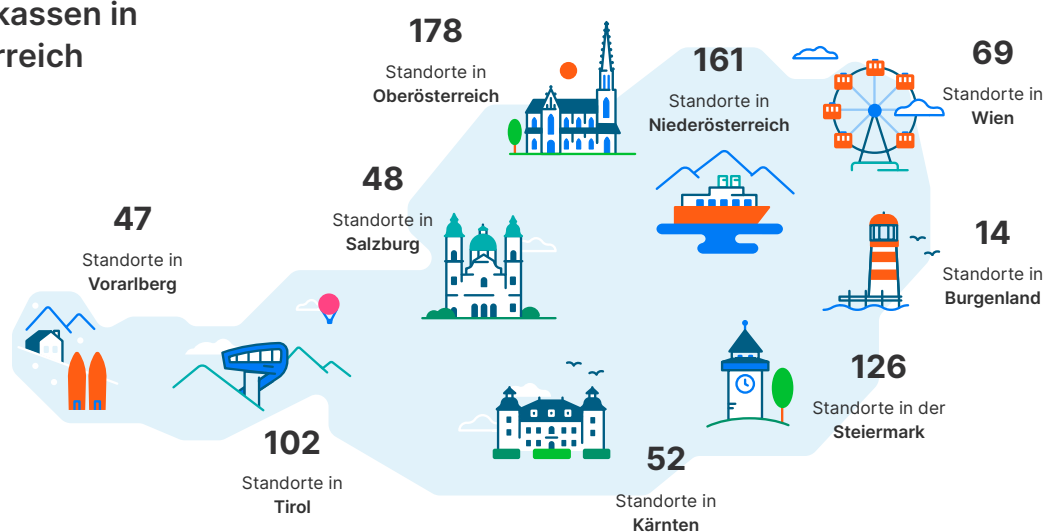 kassen in
rreich
178
Standorte in
Oberösterreich
161
Standorte in
Niederösterreich
69
Standorte in
Wien
48
Standorte in
Salzburg
47
Standorte in
Vorarlberg
14
Standorte in
Burgenland
126
Standorte in der
Steiermark
102
Standorte in
Tirol
52
Standorte in
Kärnten